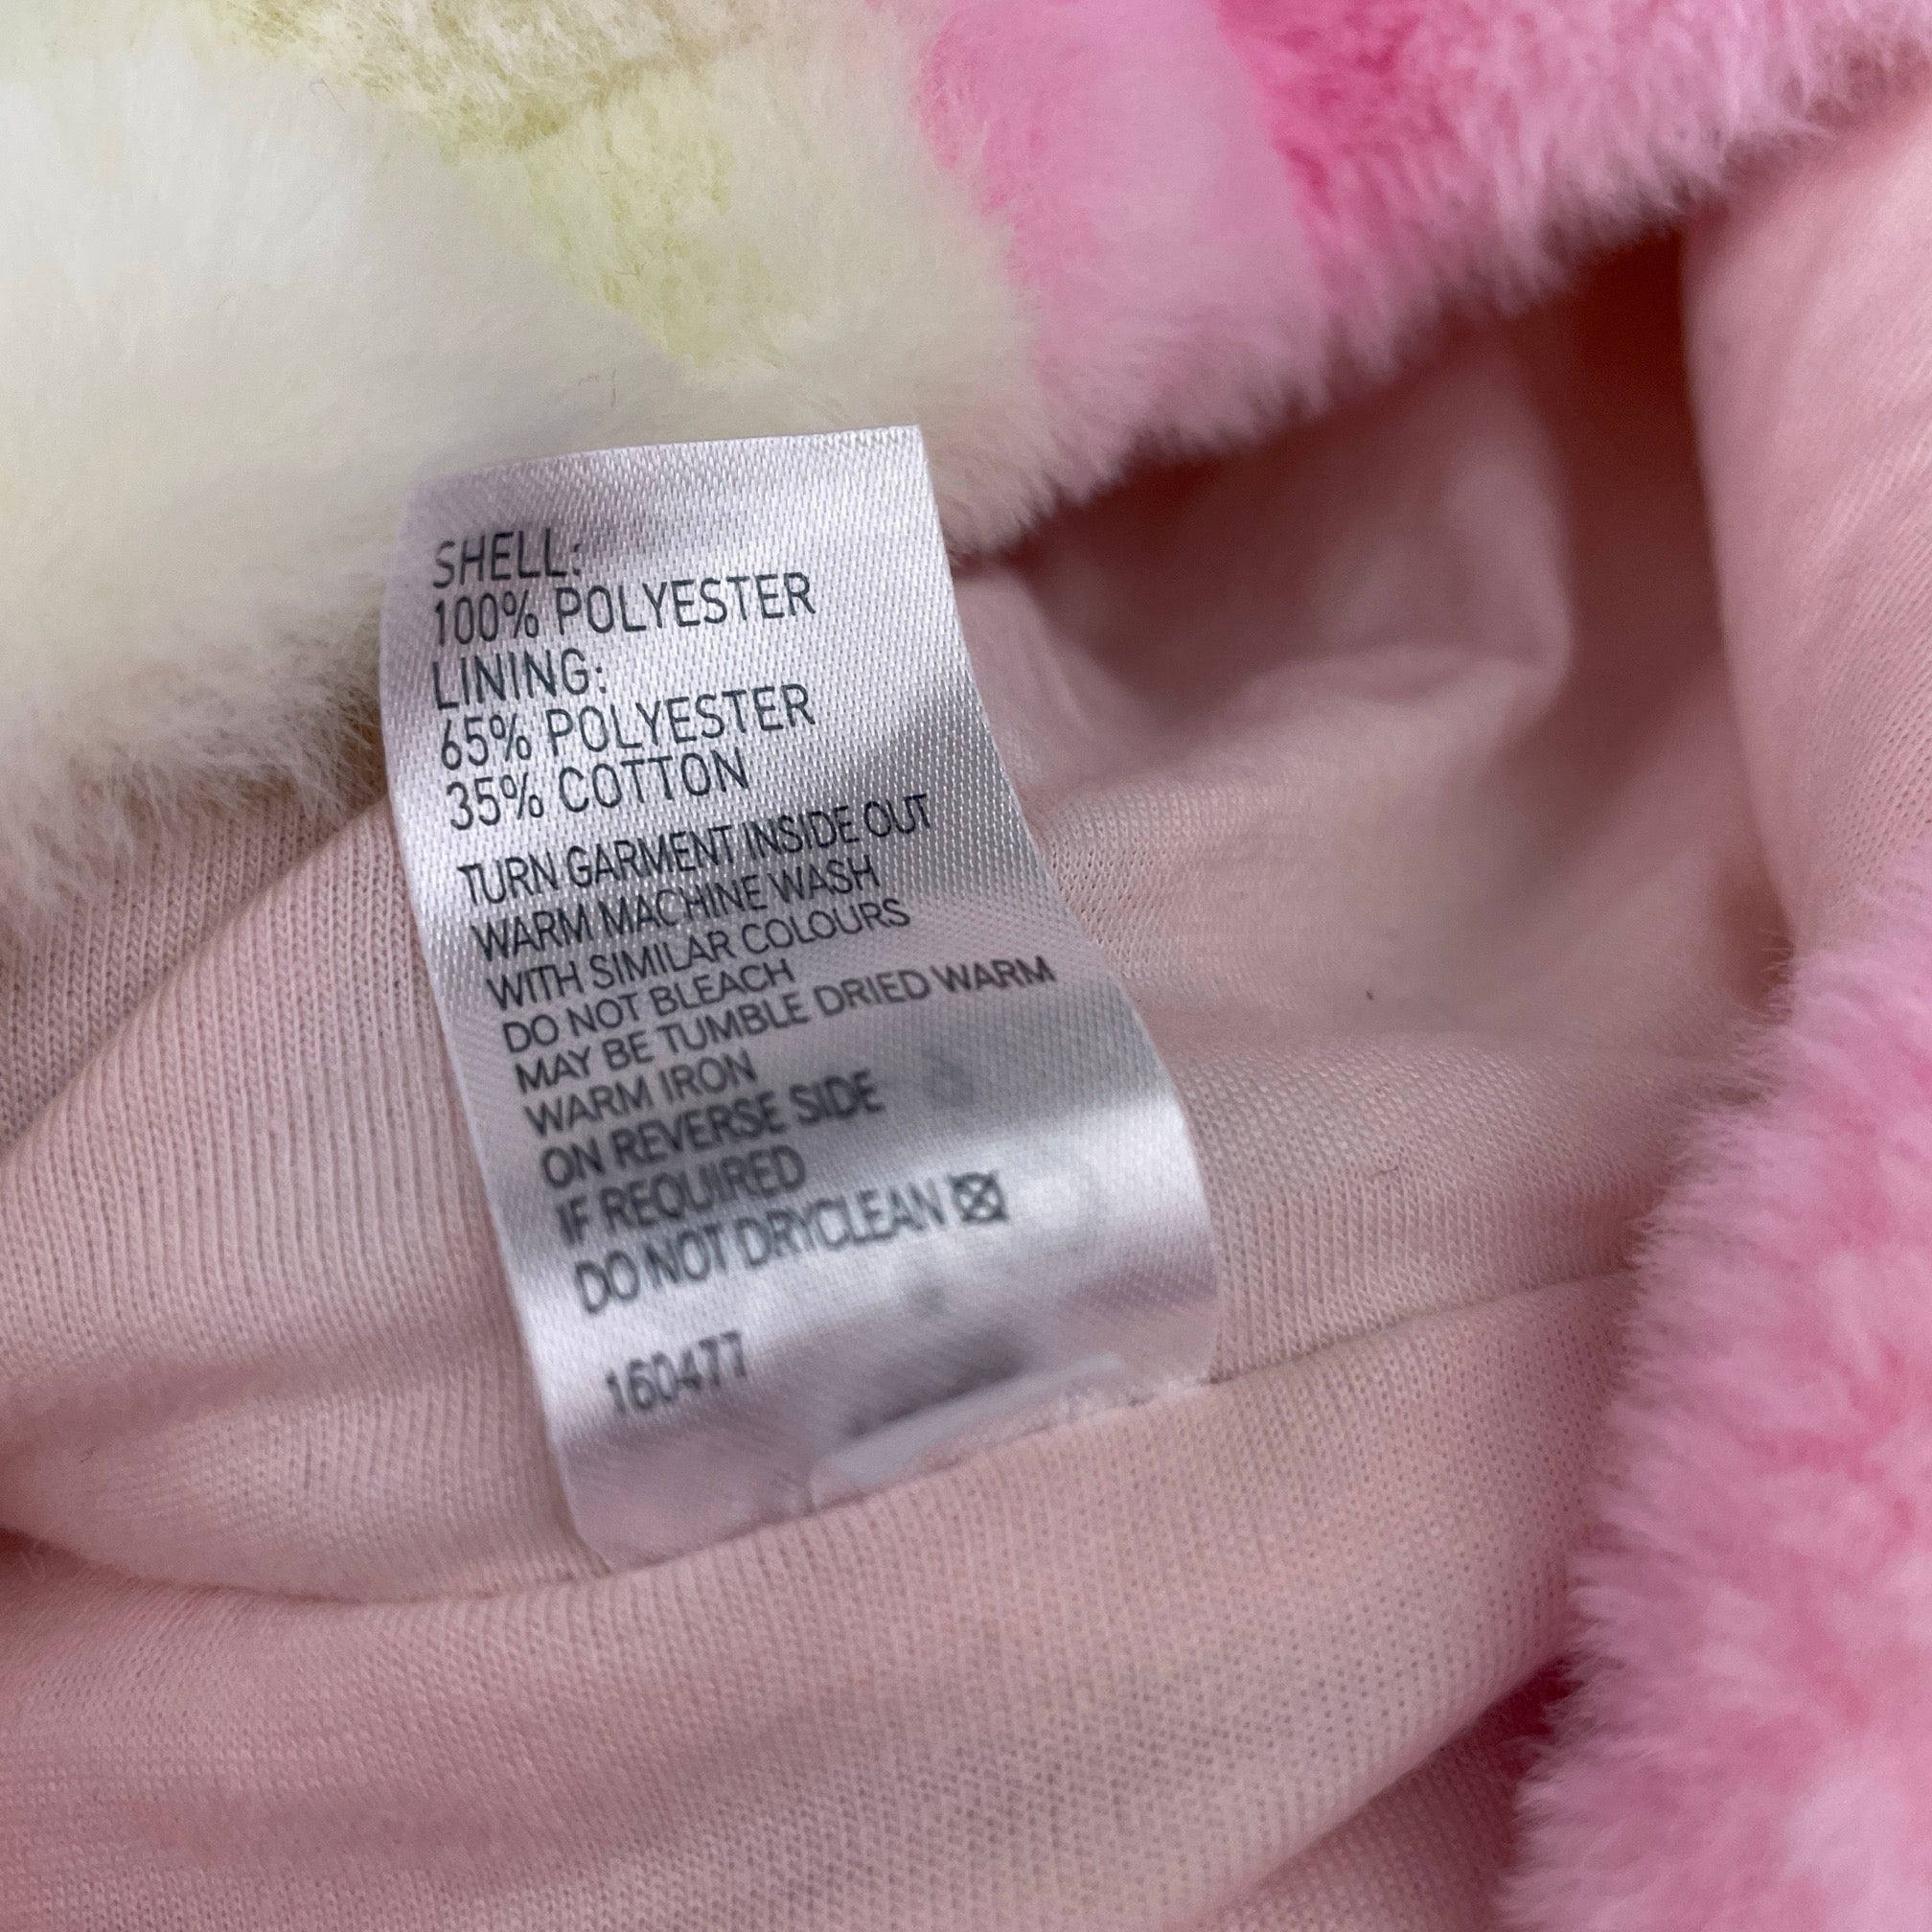 SHELL:
100% POLYESTER
LINING:
65% POLYESTER
35% COTTON
TURN GARMENT INSIDE OUT
WARM MACHINE WASH
WITH SIMILAR COLOURS
DO NOT BLEACH
MAY BE TUMBLE DRIED WARM
WARM IRON
ON REVERSE SIDE
IF REQUIRED
DO NOT DRYCLEAN
160477